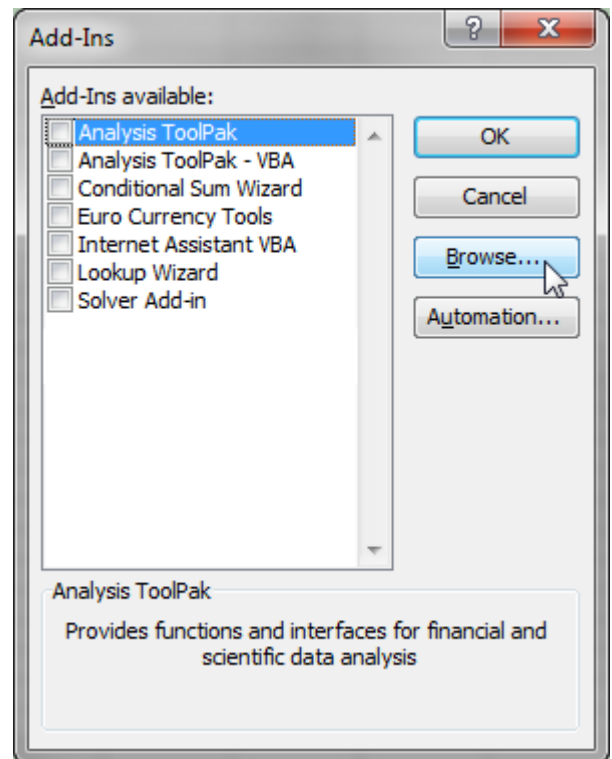 Add-Ins
Add-Ins available:
Analysis ToolPak
Analysis ToolPak - VBA
Conditional Sum Wizard
Euro Currency Tools
Internet Assistant VBA
Lookup Wizard
Solver Add-in
OK
Cancel
Browse...
Automation...
Analysis ToolPak
Provides functions and interfaces for financial and
scientific data analysis